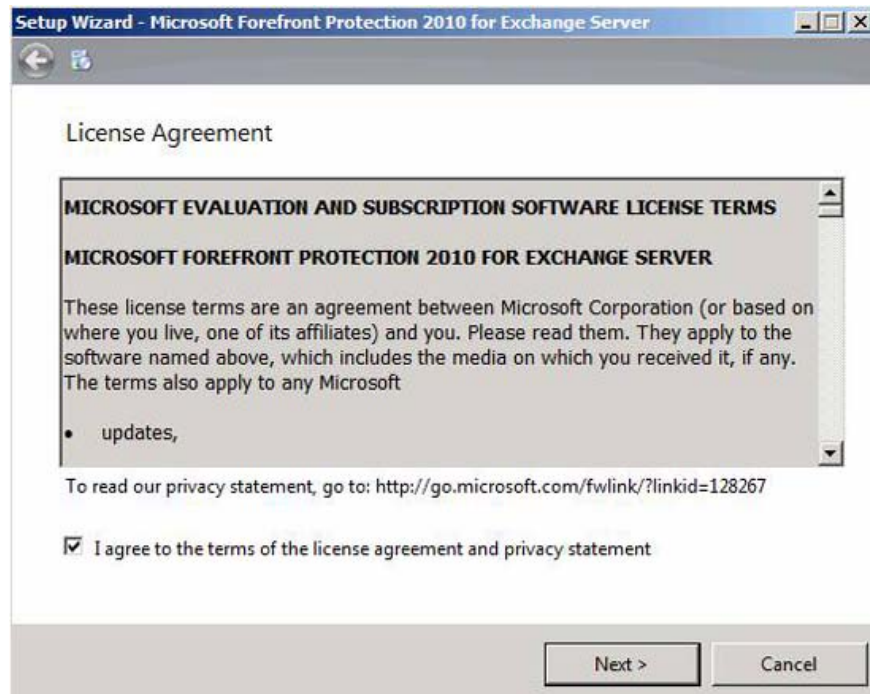 Setup Wizard - Microsoft Forefront Protection 2010 for Exchange Server
License Agreement
MICROSOFT EVALUATION AND SUBSCRIPTION SOFTWARE LICENSE TERMS
MICROSOFT FOREFRONT PROTECTION 2010 FOR EXCHANGE SERVER
These license terms are an agreement between Microsoft Corporation (or based on
where you live, one of its affiliates) and you. Please read them. They apply to the
software named above, which includes the media on which you received it, if any.
The terms also apply to any Microsoft
• updates,
To read our privacy statement, go to: http://go.microsoft.com/fwlink/?linkid=128267
I agree to the terms of the license agreement and privacy statement
Next > Cancel